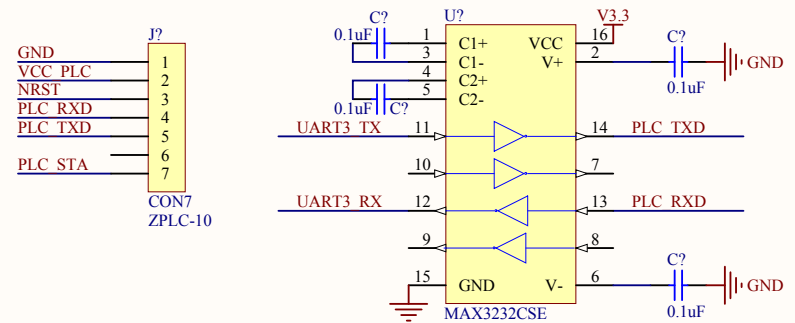 J?
GND 1
VCC_PLC 2
NRST 3
PLC_RXD 4
PLC_TXD 5
6
PLC_STA 7
CON7
ZPLC-10
U?
C?
0.1uF
1 C1+
3 C1-
4 C2+
5 C2-
0.1uF C?
VCC 16 V3.3
V+ 2
C?
0.1uF
GND
UART3_TX 11
14 PLC_TXD
10
7
UART3_RX 12
13 PLC_RXD
9
8
15 GND
V- 6
C?
0.1uF
GND
MAX3232CSE